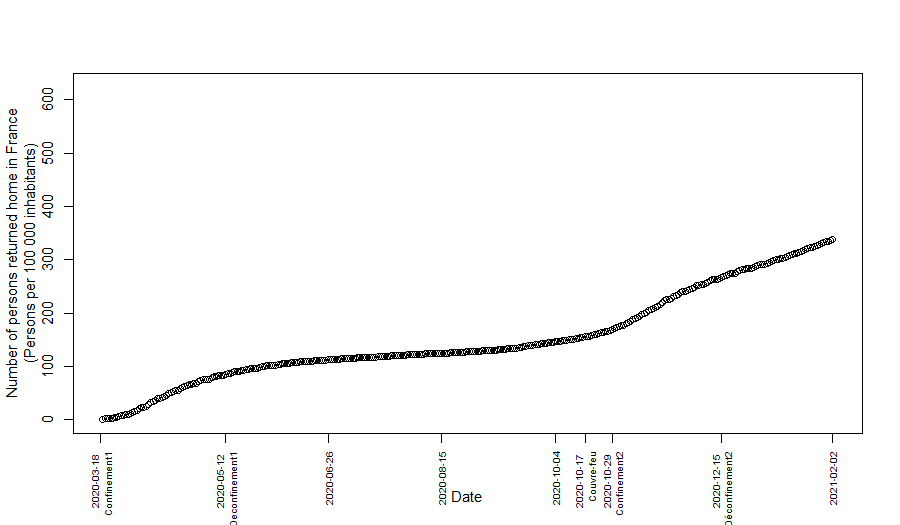 Number of persons returned home in France
(Persons per 100 000 inhabitants)
600
500
400
300
200
100
0
2020-03-18
Confinement1
2020-05-12
Deconfinement1
2020-06-26
2020-08-15
2020-10-04
2020-10-17
Couvre-feu
2020-10-29
Confinement2
2020-12-15
Déconfinement2
2021-02-02
Date